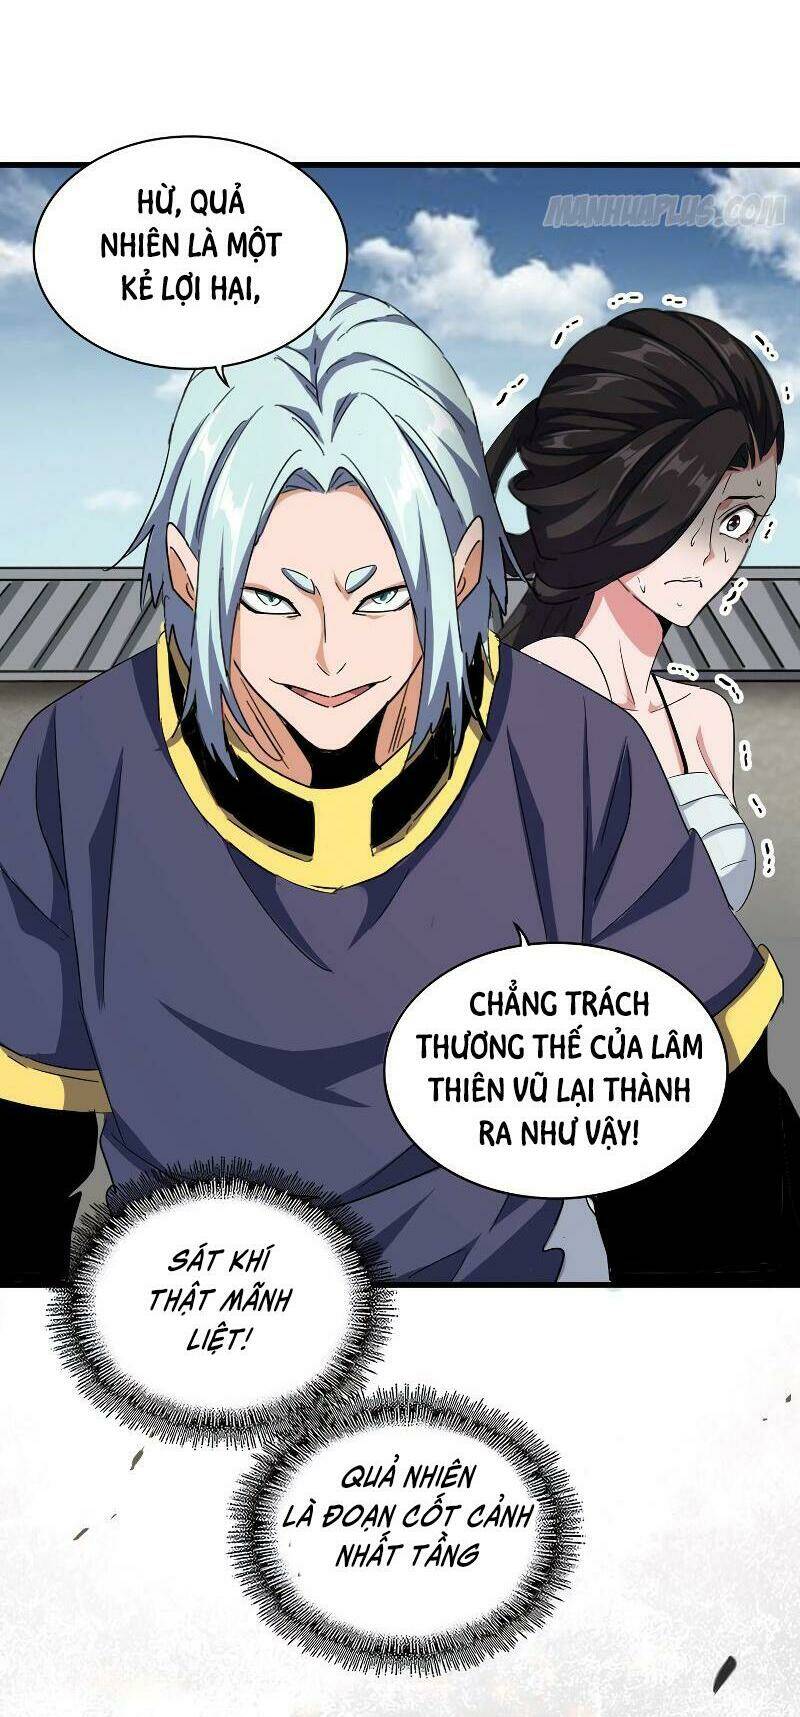 MANHUAPLUS.COM
HỪ, QUẢ
NHIÊN LÀ MỘT
KẺ LỢI HẠI,
CHẲNG TRÁCH
THƯƠNG THẾ CỦA LÂM
THIÊN VŨ LẠI THÀNH
RA NHƯ VẬY!
SÁT KHÍ
THẬT MÃNH
LIỆT!
QUẢ NHIÊN
LÀ ĐOẠN CỐT CẢNH
NHẤT TẦNG